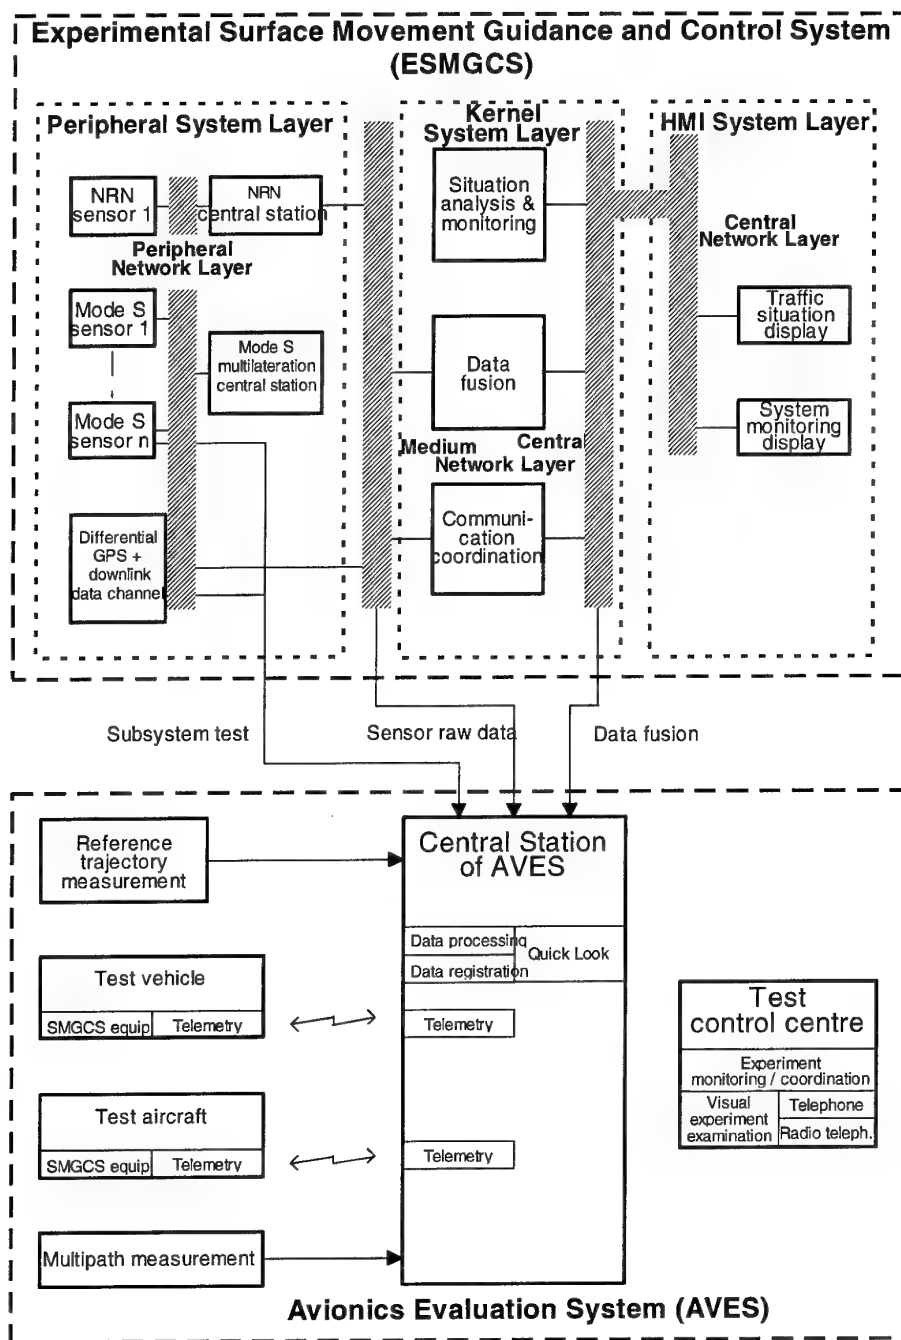 Experimental Surface Movement Guidance and Control System
(ESMGCS)
Peripheral System Layer
Kernel
System Layer
HMI System Layer
NRN
sensor 1
NRN
central station
Situation
analysis &
monitoring
Peripheral
Network Layer
Central
Network Layer
Mode S
sensor 1
Mode S
multilateration
central station
Data
fusion
Traffic
situation
display
Mode S
sensor n
Medium
Central
Network Layer
System
monitoring
display
Differential
GPS +
downlink
data channel
Communi-
cation
coordination
Subsystem test
Sensor raw data
Data fusion
Reference
trajectory
measurement
Central Station
of AVES
Data processing
Quick Look
Data registration
Test vehicle
SMGCS equip
Telemetry
Telemetry
Test
control centre
Experiment
monitoring / coordination
Visual
experiment
examination
Telephone
Radio teleph.
Test aircraft
SMGCS equip
Telemetry
Telemetry
Multipath measurement
Avionics Evaluation System (AVES)